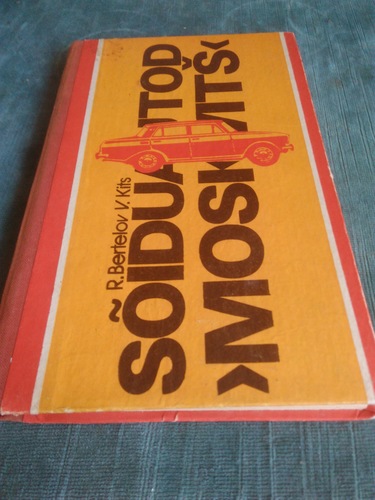 R. Bertelov V. Kits
SÕIDUAUTOD
›MOSKVITŠ‹